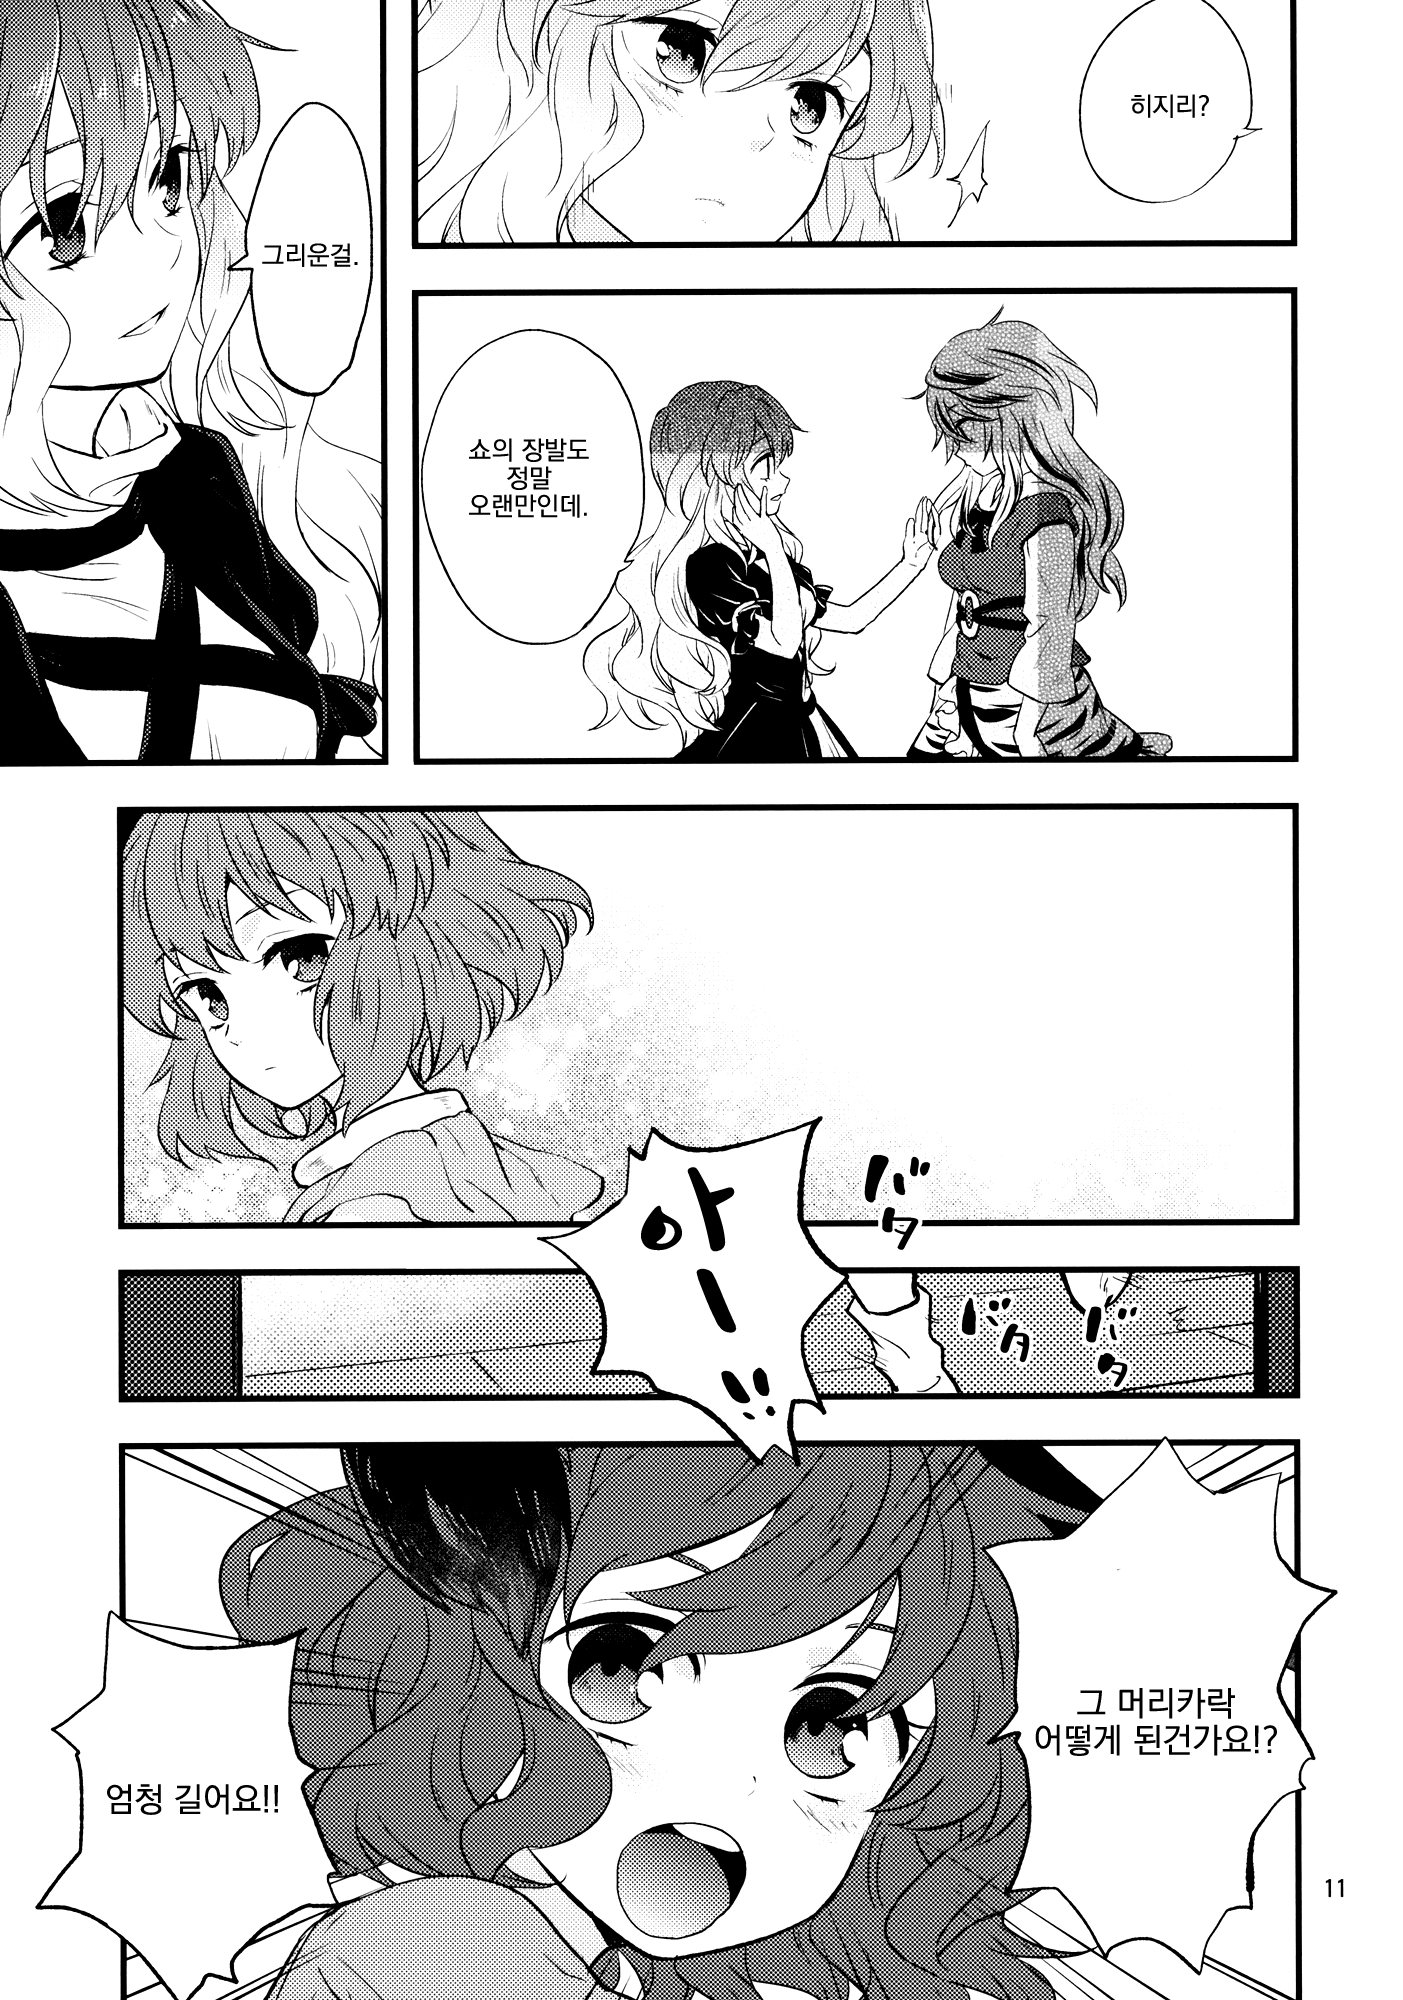 히지리?
쇼의 장발도
정말
오랜만인데.
그리운걸.
아ー!!
バタ
バタ
バタ
그 머리카락
어떻게 된건가요!?
엄청 길어요!!
11